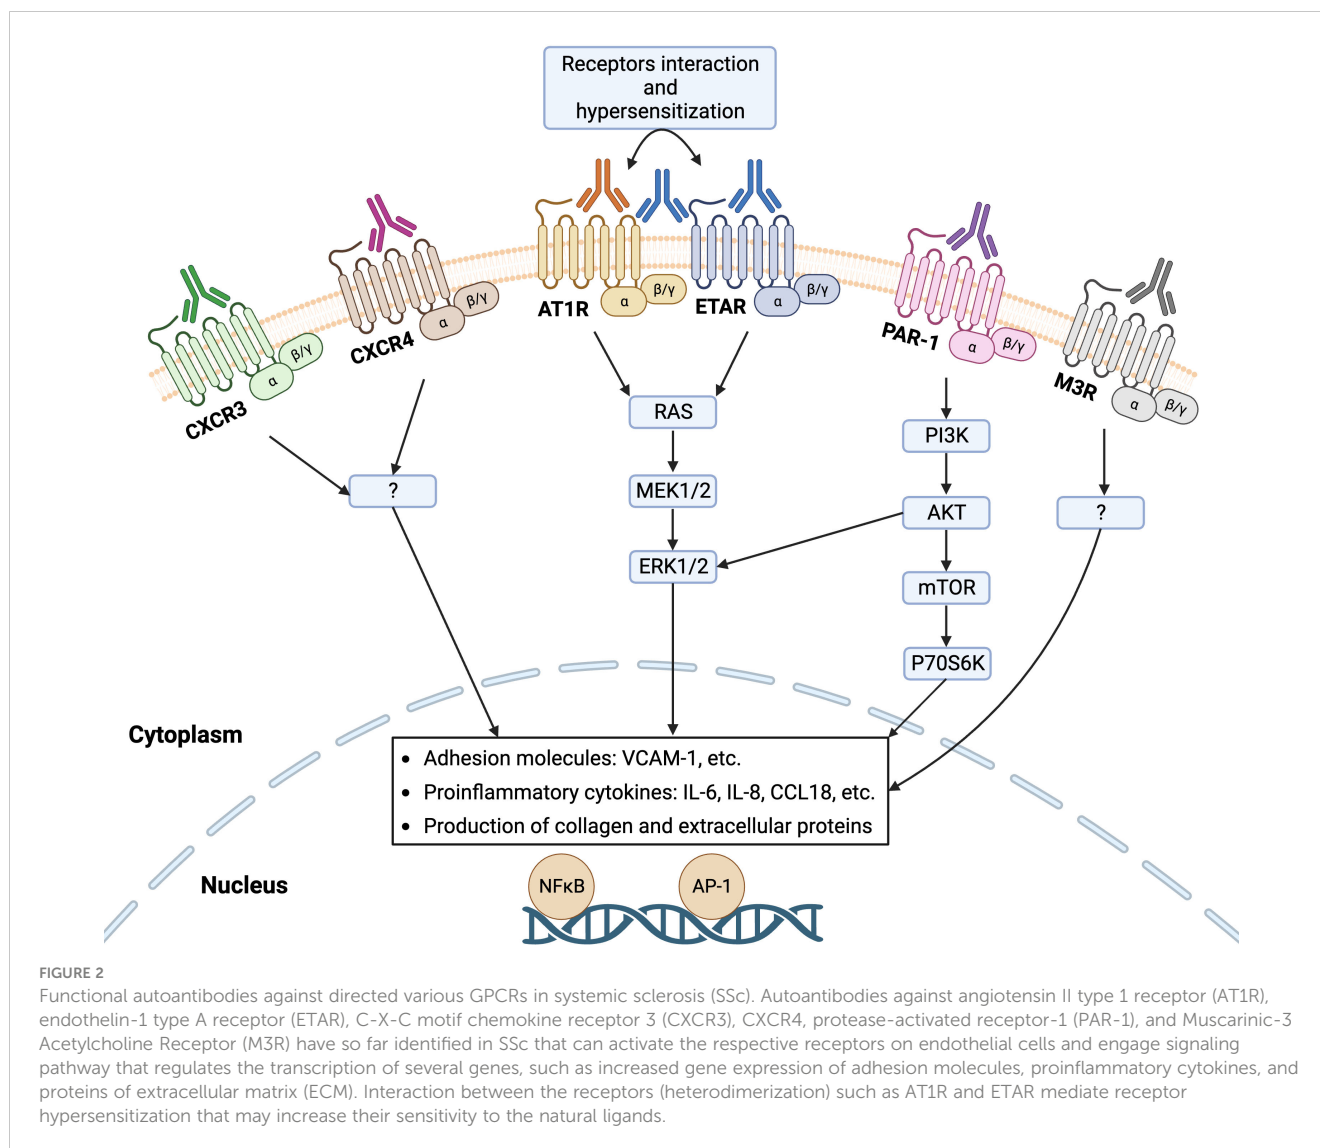 Receptors interaction
and
hypersensitization
AT1R
α
β/γ
ETAR
α
β/γ
CXCR4
α
β/γ
CXCR3
α
β/γ
PAR-1
α
β/γ
M3R
α
β/γ
RAS
MEK1/2
ERK1/2
PI3K
AKT
mTOR
P70S6K
?
?
Cytoplasm
Nucleus
• Adhesion molecules: VCAM-1, etc.
• Proinflammatory cytokines: IL-6, IL-8, CCL18, etc.
• Production of collagen and extracellular proteins
NFκB
AP-1
FIGURE 2
Functional autoantibodies against directed various GPCRs in systemic sclerosis (SSc). Autoantibodies against angiotensin II type 1 receptor (AT1R),
endothelin-1 type A receptor (ETAR), C-X-C motif chemokine receptor 3 (CXCR3), CXCR4, protease-activated receptor-1 (PAR-1), and Muscarinic-3
Acetylcholine Receptor (M3R) have so far identified in SSc that can activate the respective receptors on endothelial cells and engage signaling
pathway that regulates the transcription of several genes, such as increased gene expression of adhesion molecules, proinflammatory cytokines, and
proteins of extracellular matrix (ECM). Interaction between the receptors (heterodimerization) such as AT1R and ETAR mediate receptor
hypersensitization that may increase their sensitivity to the natural ligands.